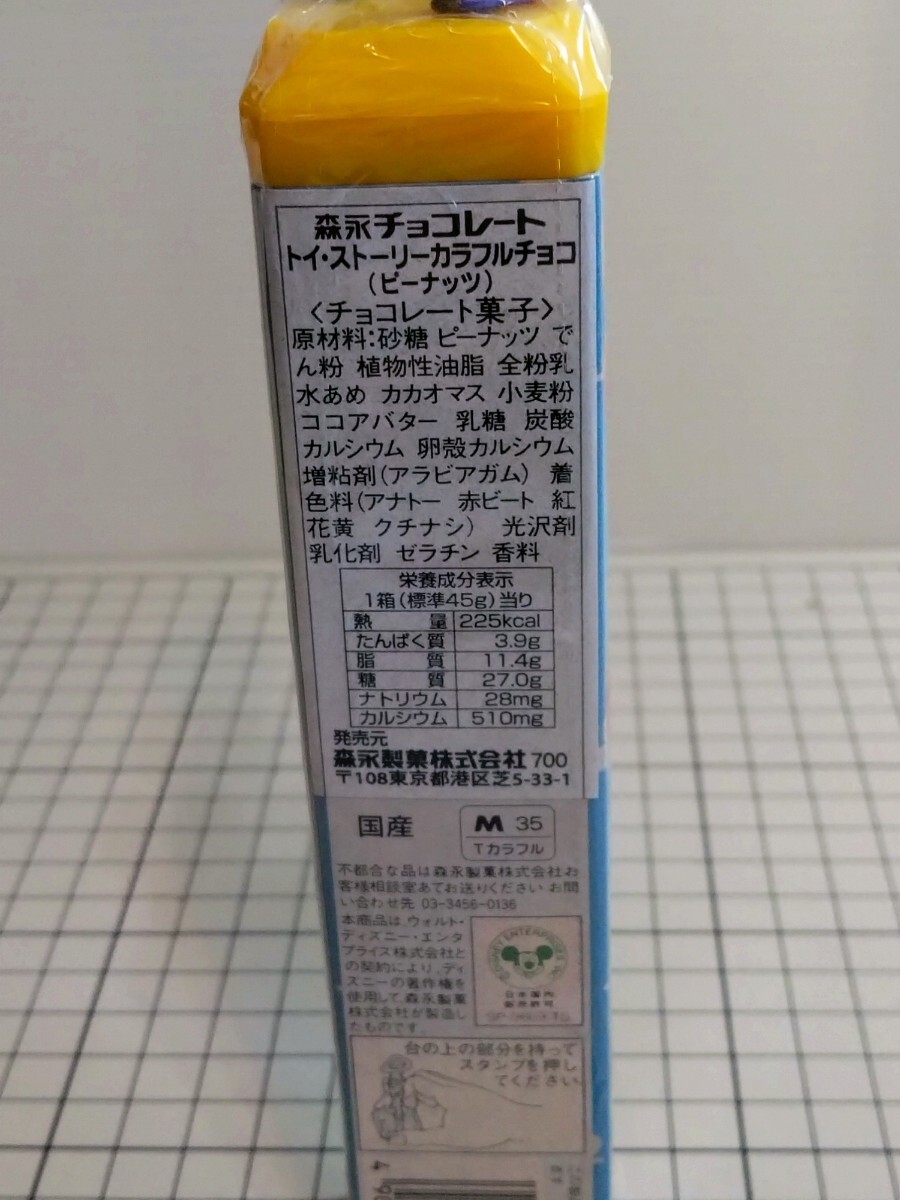 森永チョコレート
トイ・ストーリーカラフルチョコ
(ピーナッツ)
〈チョコレート菓子〉
原材料:砂糖 ピーナッツ で
ん粉 植物性油脂 全粉乳
水あめ カカオマス 小麦粉
ココアバター 乳糖 炭酸
カルシウム 卵殻カルシウム
増粘剤(アラビアガム) 着
色料(アナトー 赤ビート 紅
花黄 クチナシ) 光沢剤
乳化剤 ゼラチン 香料
栄養成分表示
1箱(標準45g)当り
熱量 225kcal
たんぱく質 3.9g
脂質 11.4g
糖質 27.0g
ナトリウム 28mg
カルシウム 510mg
発売元
森永製菓株式会社 700
〒108東京都港区芝5-33-1
国産
M 35
Tカラフル
不都合な品は森永製菓株式会社お
客様相談室あてお送りください お問
い合わせ先 03-3456-0136
本商品は、ウォルト・
ディズニー・エンタ
プライズ株式会社と
の契約により、ディ
ズニーの著作権を
使用して、森永製菓
株式会社が製造し
たものです。
DISNEY ENTERPRISES
日本国内
台の上の部分を持って
スタンプを押し
てください。